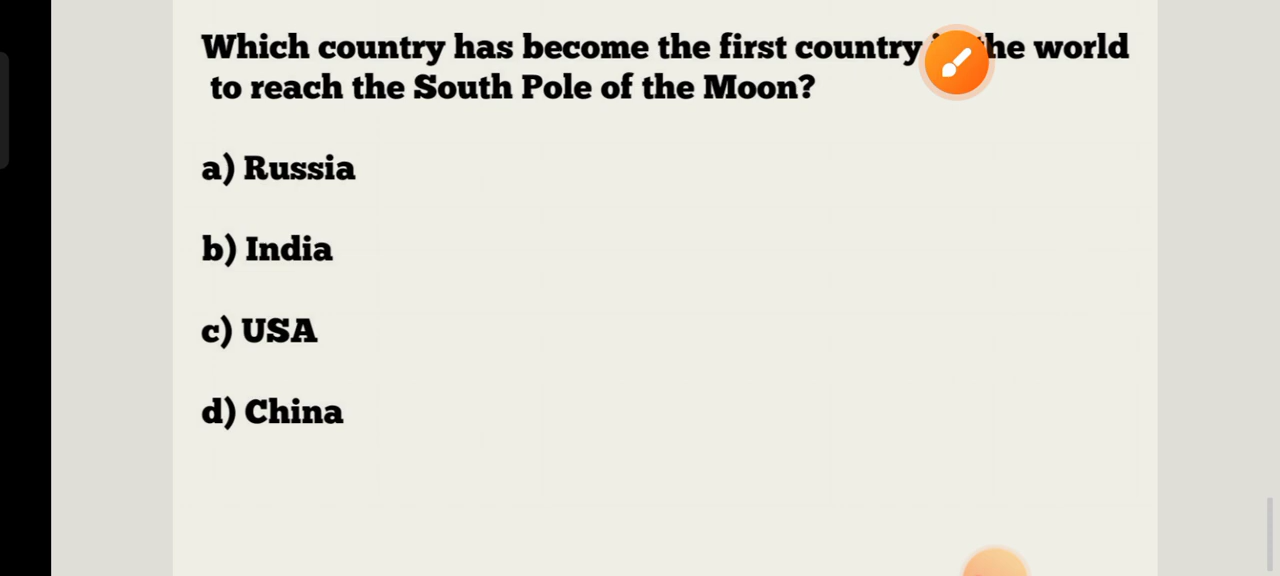 Which country has become the first country the world
to reach the South Pole of the Moon?
a) Russia
b) India
c) USA
d) China